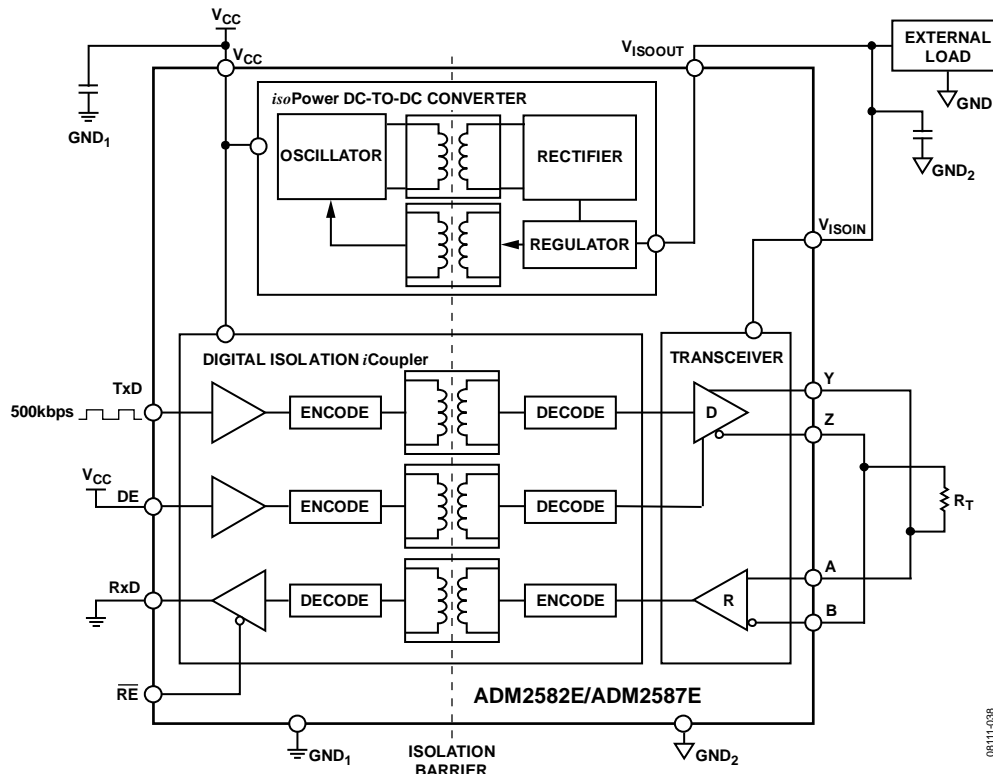 VCC
VCC
VISOOUT
EXTERNAL
LOAD
GND
GND1
isoPower DC-TO-DC CONVERTER
OSCILLATOR
RECTIFIER
REGULATOR
GND2
VISOIN
DIGITAL ISOLATION iCoupler
TRANSCEIVER
TxD
500kbps
ENCODE
DECODE
D
Y
Z
VCC
DE
ENCODE
DECODE
RT
RxD
DECODE
ENCODE
R
A
B
RE
ADM2582E/ADM2587E
GND1
ISOLATION
BARRIER
GND2
08111-038